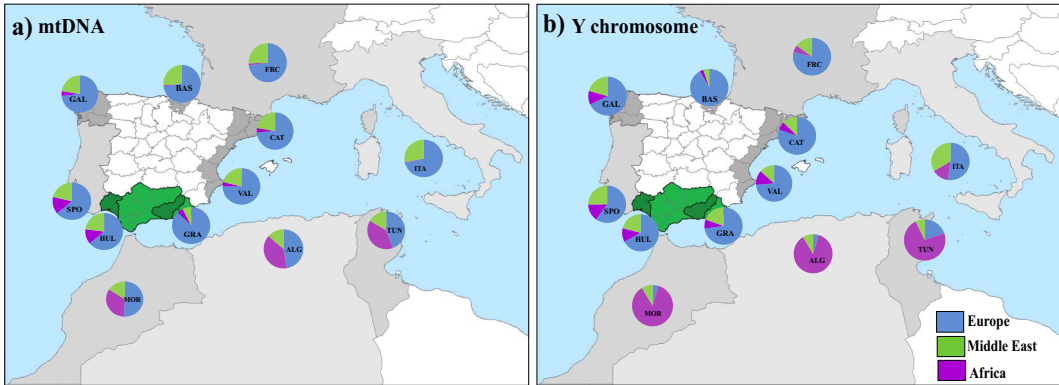 a) mtDNA
FRC
BAS
GAL
CAT
ITA
VAL
SPO
HUL
GRA
TUN
ALG
MOR
b) Y chromosome
FRC
BAS
GAL
CAT
ITA
VAL
SPO
HUL
GRA
TUN
ALG
MOR
Europe
Middle East
Africa